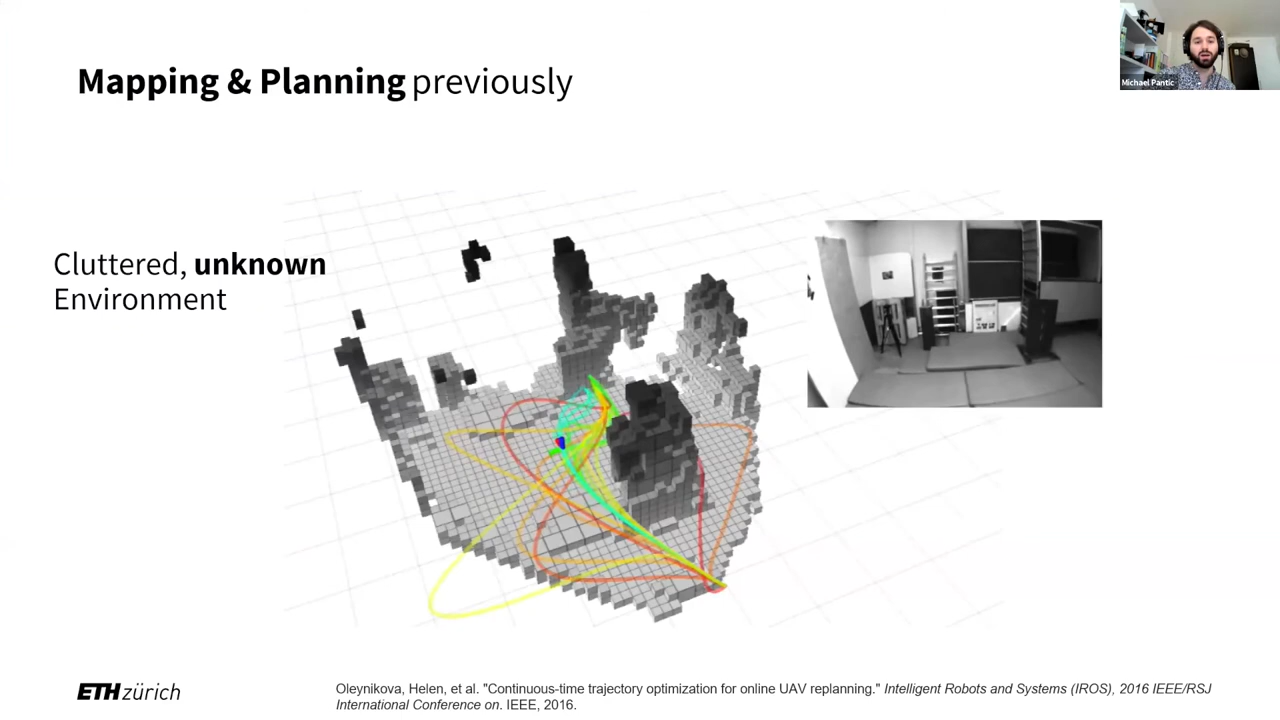 Mapping & Planning previously
Michael Pantic
Cluttered, unknown
Environment
ETH zürich
Oleynikova, Helen, et al. "Continuous-time trajectory optimization for online UAV replanning." Intelligent Robots and Systems (IROS), 2016 IEEE/RSJ
International Conference on. IEEE, 2016.